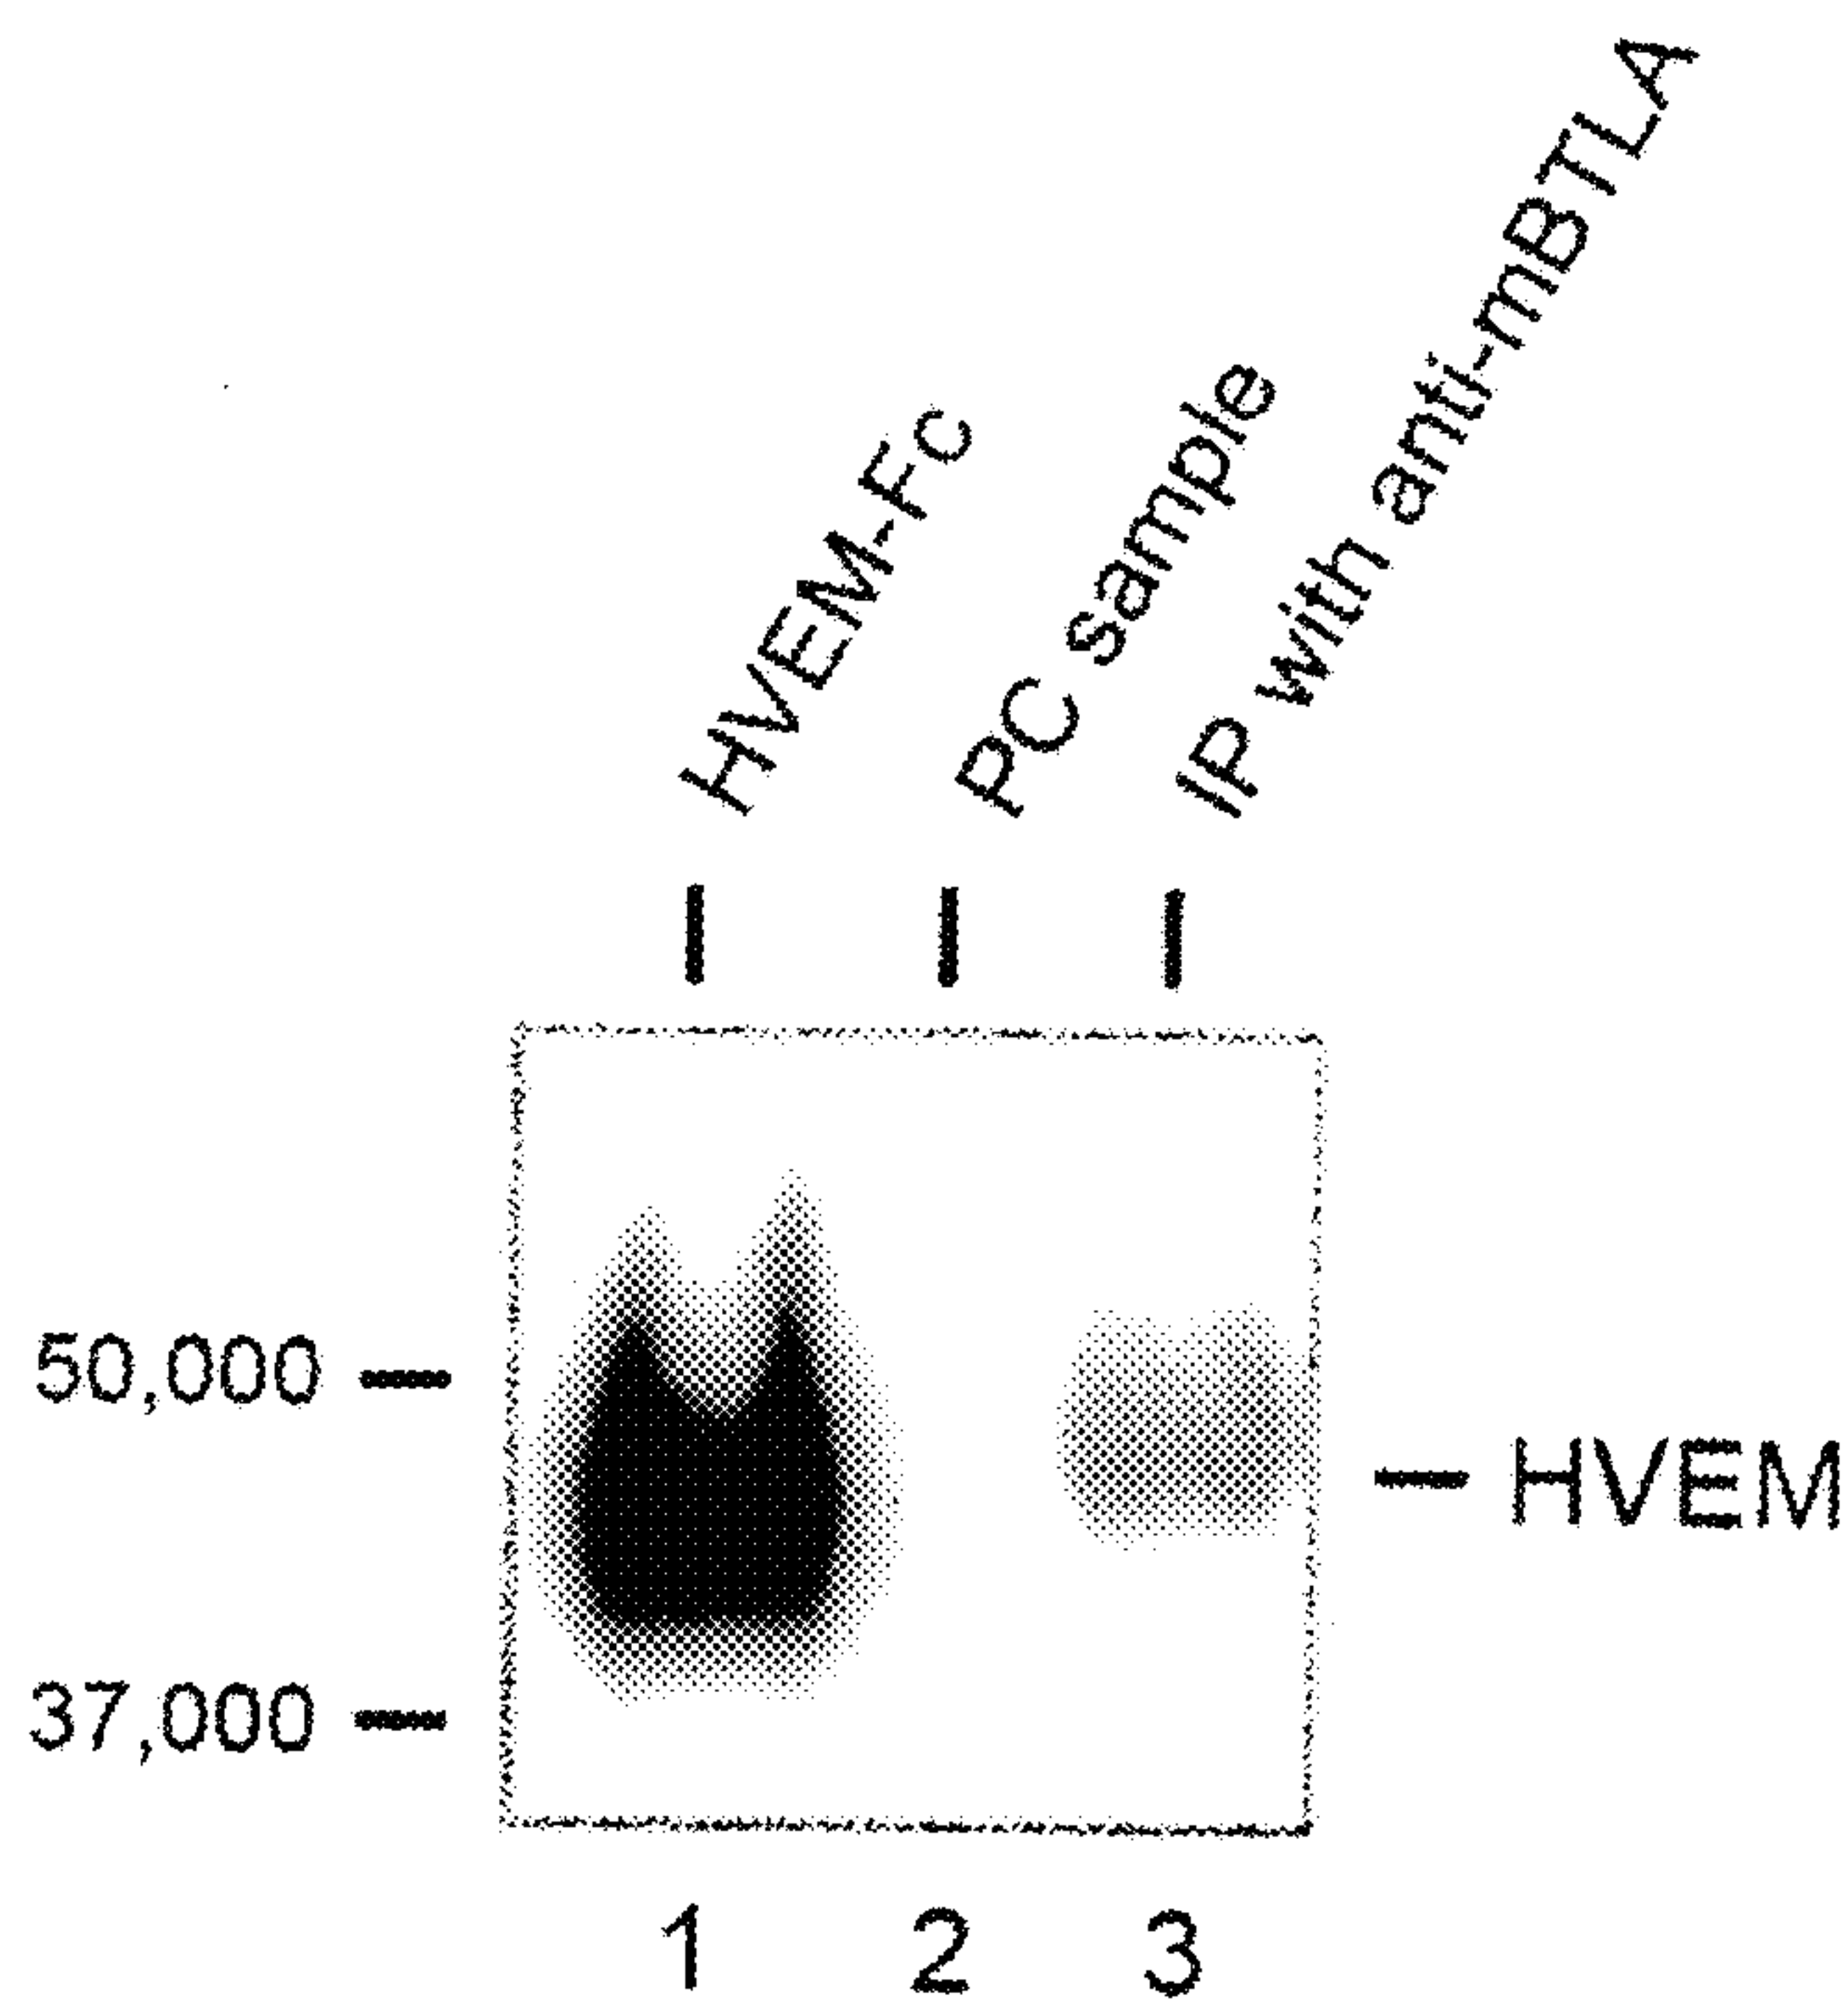 HVEM-Fc
PC sample
IP with anti-mBTLA
50,000
HVEM
37,000
1 2 3